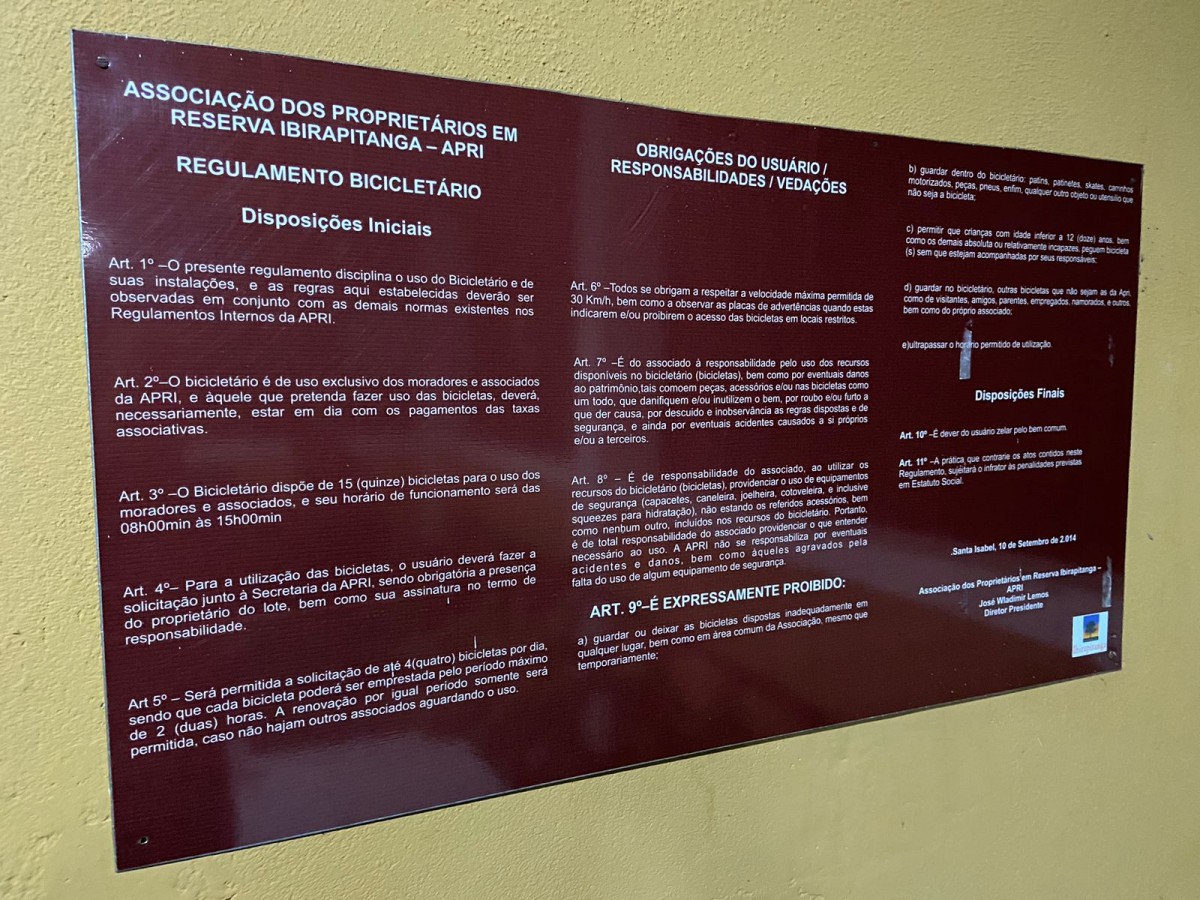 ASSOCIAÇÃO DOS PROPRIETÁRIOS EM
RESERVA IBIRAPITANGA – APRI
REGULAMENTO BICICLETÁRIO
Disposições Iniciais
Art. 1º –O presente regulamento disciplina o uso do Bicicletário e de
suas instalações, e as regras aqui estabelecidas deverão ser
observadas em conjunto com as demais normas existentes nos
Regulamentos Internos da APRI.
Art. 2º–O bicicletário é de uso exclusivo dos moradores e associados
da APRI, e àquele que pretenda fazer uso das bicicletas, deverá,
necessariamente, estar em dia com os pagamentos das taxas
associativas.
Art. 3º –O Bicicletário dispõe de 15 (quinze) bicicletas para o uso dos
moradores e associados, e seu horário de funcionamento será das
08h00min às 15h00min
Art. 4º– Para a utilização das bicicletas, o usuário deverá fazer a
solicitação junto à Secretaria da APRI, sendo obrigatória a presença
do proprietário do lote, bem como sua assinatura no termo de
responsabilidade.
Art 5º – Será permitida a solicitação de até 4(quatro) bicicletas por dia,
sendo que cada bicicleta poderá ser emprestada pelo período máximo
de 2 (duas) horas. A renovação por igual período somente será
permitida, caso não hajam outros associados aguardando o uso.
OBRIGAÇÕES DO USUÁRIO /
RESPONSABILIDADES / VEDAÇÕES
Art. 6º –Todos se obrigam a respeitar a velocidade máxima permitida de
30 Km/h, bem como a observar as placas de advertências quando estas
indicarem e/ou proibirem o acesso das bicicletas em locais restritos.
Art. 7º –É do associado à responsabilidade pelo uso dos recursos
disponíveis no bicicletário (bicicletas), bem como por eventuais danos
ao patrimônio,tais comoem peças, acessórios e/ou nas bicicletas como
um todo, que danifiquem e/ou inutilizem o bem, por roubo e/ou furto a
que der causa, por descuido e inobservância as regras dispostas e de
segurança, e ainda por eventuais acidentes causados a si próprios
e/ou a terceiros.
Art. 8º – É de responsabilidade do associado, ao utilizar os
recursos do bicicletário (bicicletas), providenciar o uso de equipamentos
de segurança (capacetes, caneleira, joelheira, cotoveleira, e inclusive
squeezes para hidratação), não estando os referidos acessórios, bem
como nenhum outro, incluídos nos recursos do bicicletário. Portanto,
é de total responsabilidade do associado providenciar o que entender
necessário ao uso. A APRI não se responsabiliza por eventuais
acidentes e danos, bem como àqueles agravados pela
falta do uso de algum equipamento de segurança.
ART. 9º–É EXPRESSAMENTE PROIBIDO:
a) guardar ou deixar as bicicletas dispostas inadequadamente em
qualquer lugar, bem como em área comum da Associação, mesmo que
temporariamente;
b) guardar dentro do bicicletário: patins, patinetes, skates, carrinhos
motorizados, peças, pneus, enfim, qualquer outro objeto ou utensílio que
não seja a bicicleta;
c) permitir que crianças com idade inferior a 12 (doze) anos, bem
como os demais absoluta ou relativamente incapazes, peguem bicicleta
(s) sem que estejam acompanhadas por seus responsáveis;
d) guardar no bicicletário, outras bicicletas que não sejam as da Apri,
como de visitantes, amigos, parentes, empregados, namorados, e outros,
bem como do próprio associado;
e)ultrapassar o horário permitido de utilização.
Disposições Finais
Art. 10º –É dever do usuário zelar pelo bem comum.
Art. 11º –A prática que contrarie os atos contidos neste
Regulamento, sujeitará o infrator às penalidades previstas
em Estatuto Social.
.Santa Isabel, 10 de Setembro de 2.014
Associação dos Proprietários em Reserva Ibirapitanga –
APRI
José Wladimir Lemos
Diretor Presidente